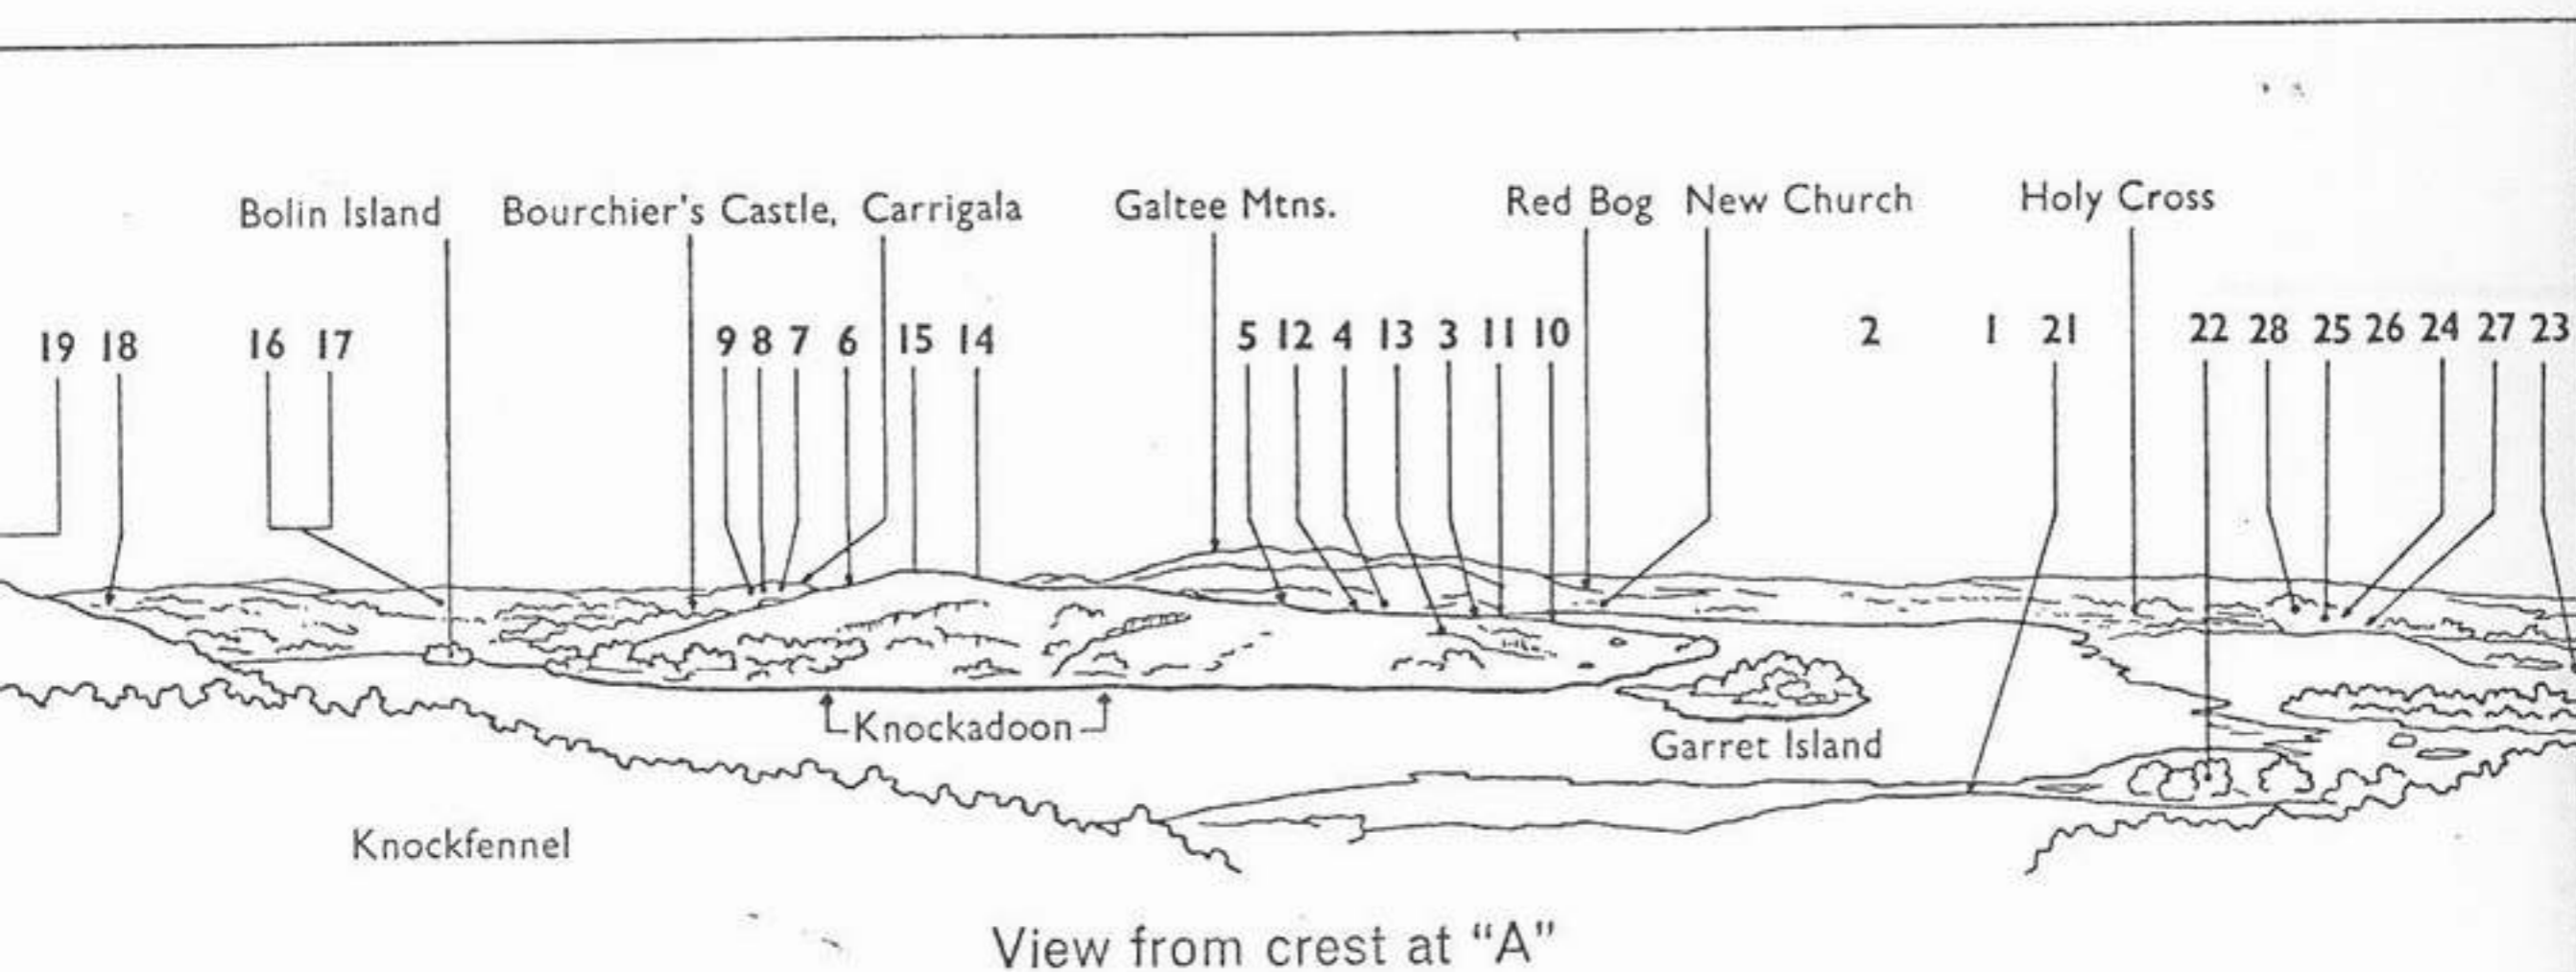 Bolin Island Bourchier's Castle, Carrigala Galtee Mtns. Red Bog New Church Holy Cross
19 18 16 17 9 8 7 6 15 14 5 12 4 13 3 11 10 2 1 21 22 28 25 26 24 27 23
Knockadoon
Garret Island
Knockfennel
View from crest at “A”